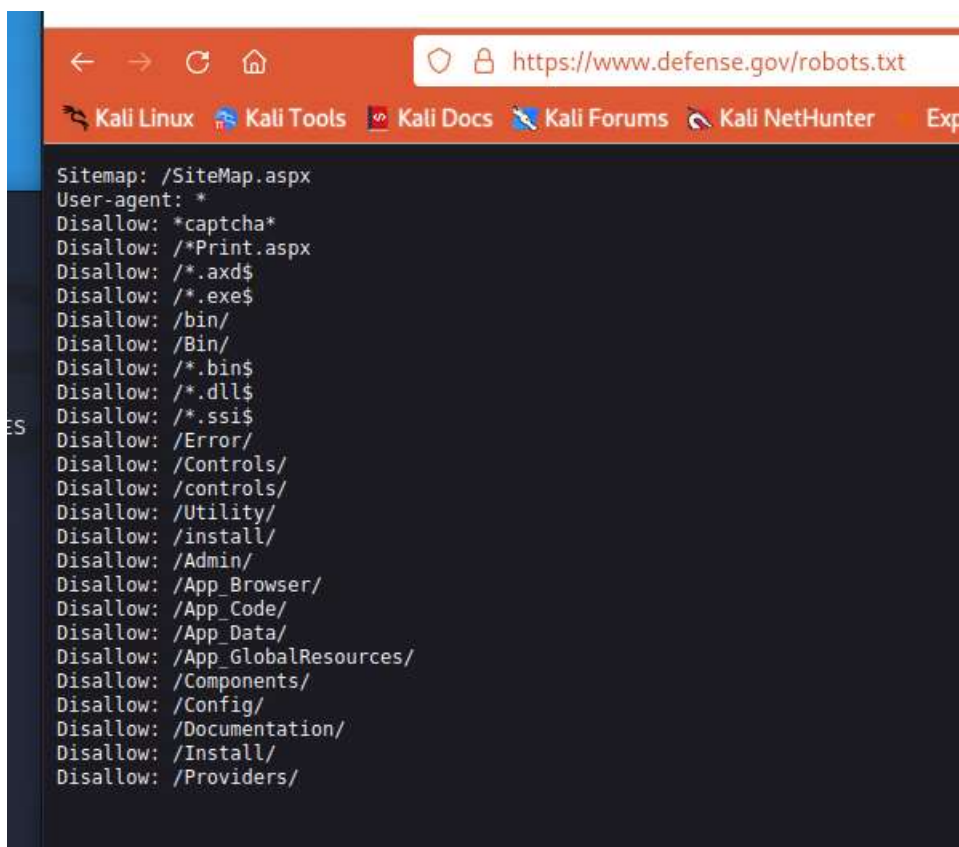 https://www.defense.gov/robots.txt
Kali Linux Kali Tools Kali Docs Kali Forums Kali NetHunter Exp
Sitemap: /SiteMap.aspx
User-agent: *
Disallow: *captcha*
Disallow: /*Print.aspx
Disallow: /*.axd$
Disallow: /*.exe$
Disallow: /bin/
Disallow: /Bin/
Disallow: /*.bin$
Disallow: /*.dll$
Disallow: /*.ssi$
ES
Disallow: /Error/
Disallow: /Controls/
Disallow: /controls/
Disallow: /Utility/
Disallow: /install/
Disallow: /Admin/
Disallow: /App_Browser/
Disallow: /App_Code/
Disallow: /App_Data/
Disallow: /App_GlobalResources/
Disallow: /Components/
Disallow: /Config/
Disallow: /Documentation/
Disallow: /Install/
Disallow: /Providers/